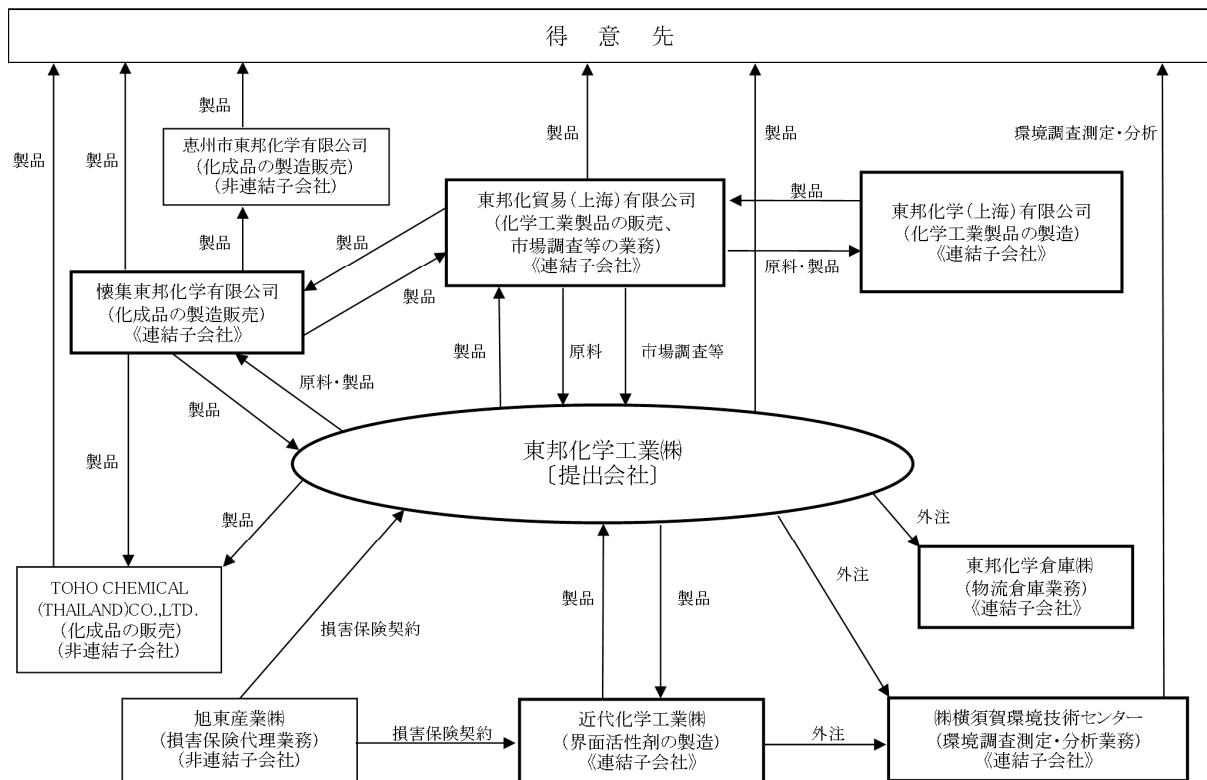 得意先
製品
製品
製品
製品
製品
環境調査測定・分析
恵州市東邦化学有限公司
(化成品の製造販売)
(非連結子会社)
東邦化貿易(上海)有限公司
(化学工業製品の販売、
市場調査等の業務)
《連結子会社》
製品
原料・製品
東邦化学(上海)有限公司
(化学工業製品の製造)
《連結子会社》
製品
製品
製品
懐集東邦化学有限公司
(化成品の製造販売)
《連結子会社》
製品
原料
市場調査等
原料・製品
製品
製品
東邦化学工業㈱
〔提出会社〕
製品
外注
TOHO CHEMICAL
(THAILAND)CO.,LTD.
(化成品の販売)
(非連結子会社)
東邦化学倉庫㈱
(物流倉庫業務)
《連結子会社》
損害保険契約
製品
製品
外注
旭東産業㈱
(損害保険代理業務)
(非連結子会社)
損害保険契約
近代化学工業㈱
(界面活性剤の製造)
《連結子会社》
外注
㈱横須賀環境技術センター
(環境調査測定・分析業務)
《連結子会社》